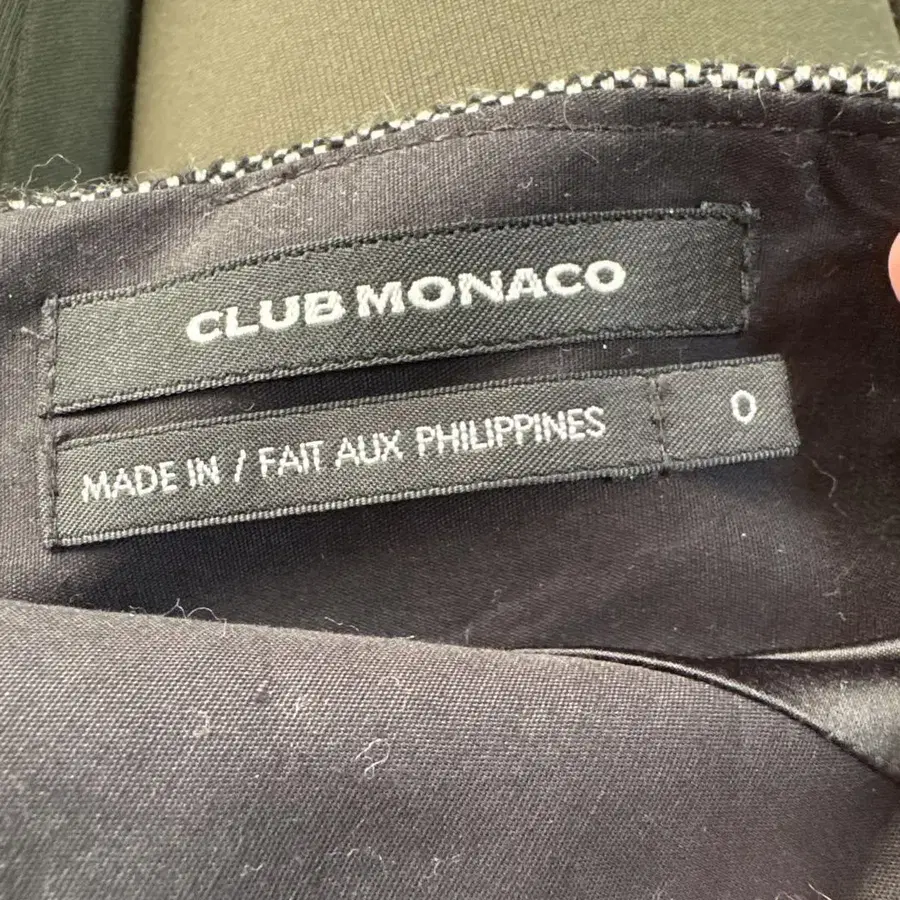 CLUB MONACO
MADE IN / FAIT AUX PHILIPPINES
0